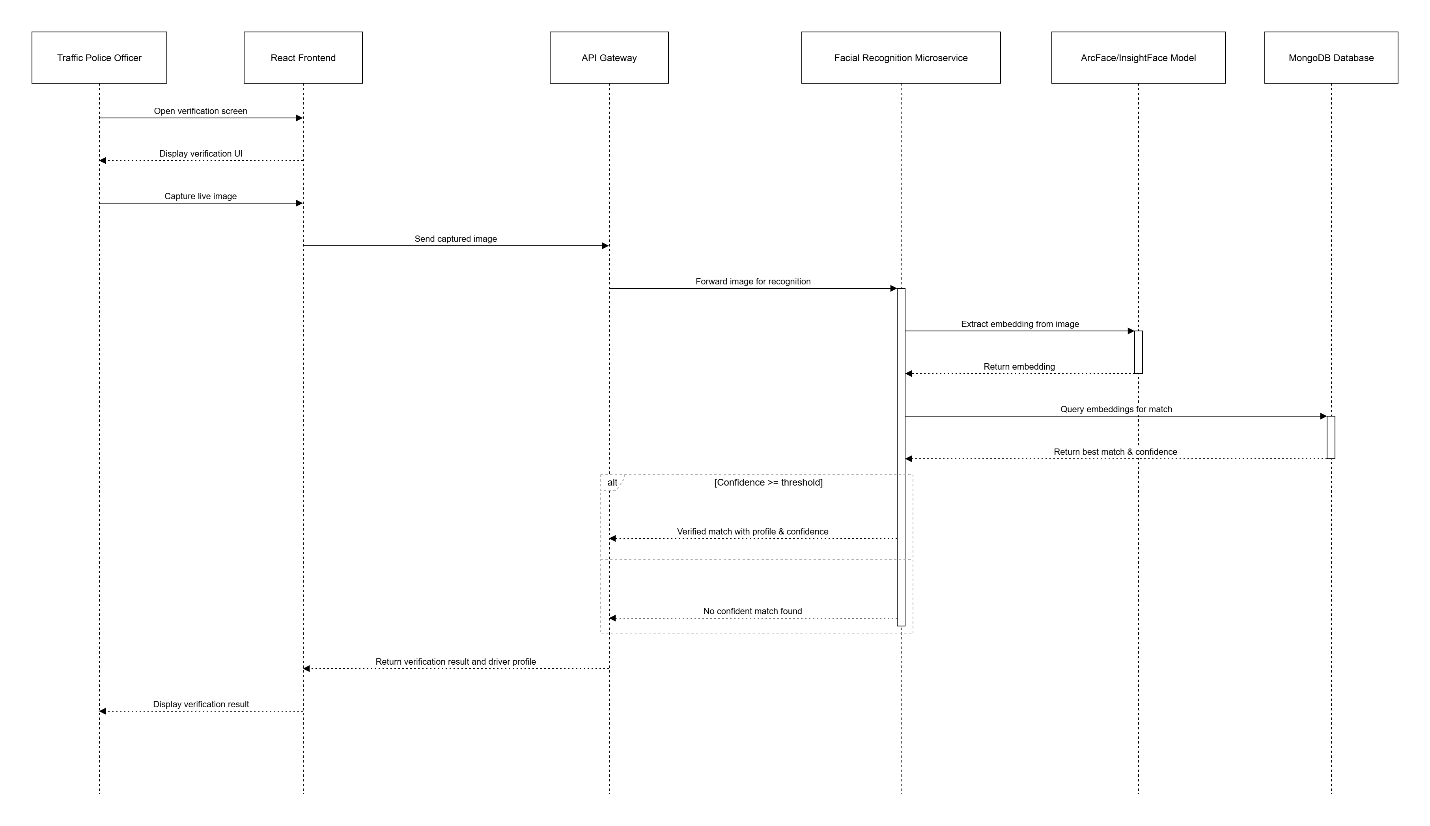 Traffic Police Officer
React Frontend
API Gateway
Facial Recognition Microservice
ArcFace/InsightFace Model
MongoDB Database
Open verification screen
Display verification UI
Capture live image
Send captured image
Forward image for recognition
Extract embedding from image
Return embedding
Query embeddings for match
Return best match & confidence
alt
[Confidence >= threshold]
Verified match with profile & confidence
No confident match found
Return verification result and driver profile
Display verification result